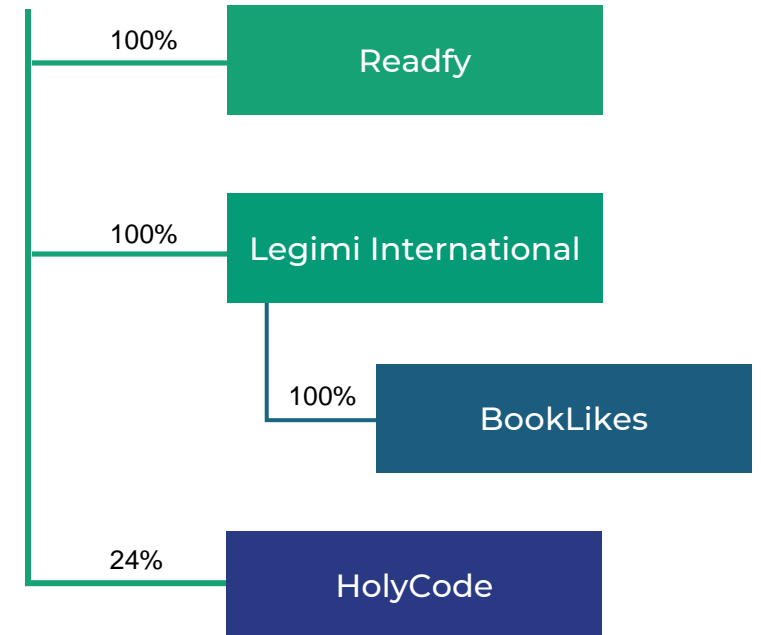 100%
Readfy
100%
Legimi International
100%
BookLikes
24%
HolyCode